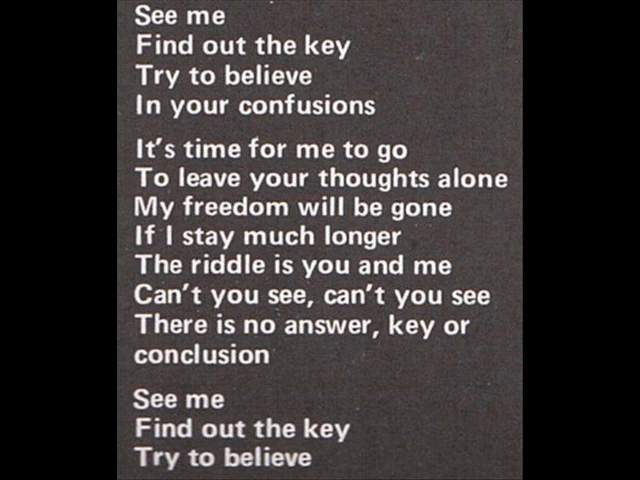 See me
Find out the key
Try to believe
In your confusions
It's time for me to go
To leave your thoughts alone
My freedom will be gone
If I stay much longer
The riddle is you and me
Can't you see, can't you see
There is no answer, key or
conclusion
See me
Find out the key
Try to believe